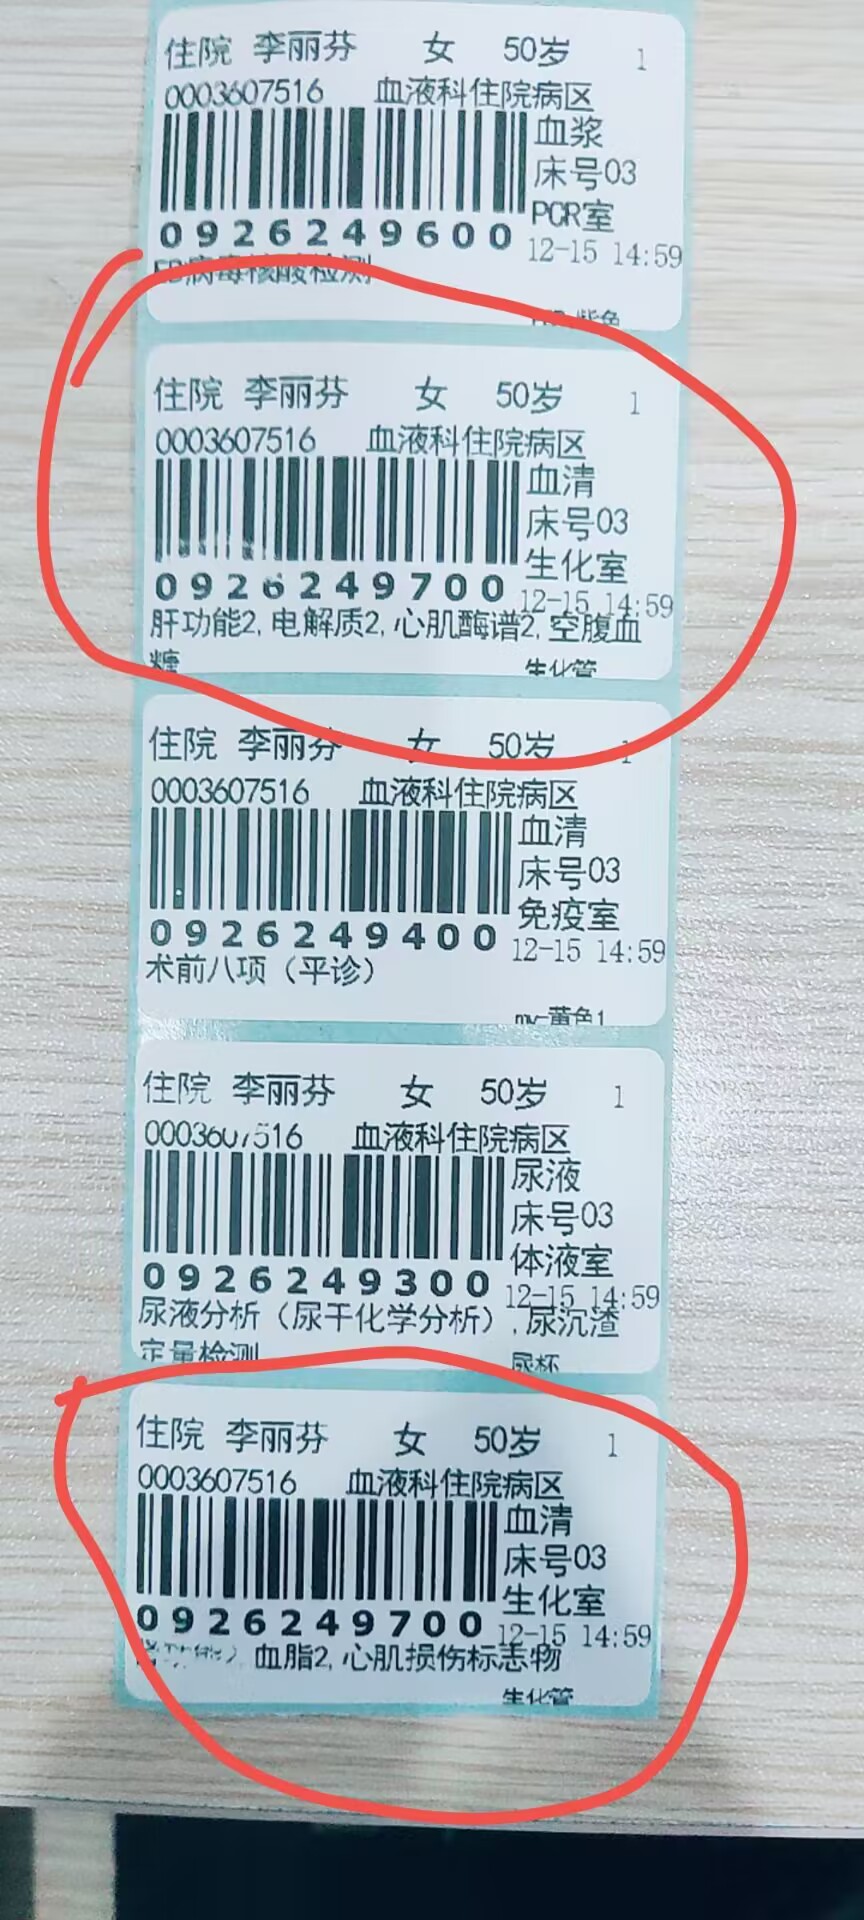 住院 李丽芬 女 50岁 1
0003607516 血液科住院病区
血浆
床号03
PCR室
0926249600 12-15 14:59
病毒核酸检测
紫色
住院 李丽芬 女 50岁 1
0003607516 血液科住院病区
血清
床号03
生化室
0926249700 12-15 14:59
肝功能2, 电解质2, 心肌酶谱2, 空腹血
糖 生化管
住院 李丽芬 女 50岁 1
0003607516 血液科住院病区
血清
床号03
免疫室
0926249400 12-15 14:59
术前八项（平诊）
my-黄色1
住院 李丽芬 女 50岁 1
0003607516 血液科住院病区
尿液
床号03
体液室
0926249300 12-15 14:59
尿液分析（尿干化学分析）, 尿沉渣
定量检测 尿杯
住院 李丽芬 女 50岁 1
0003607516 血液科住院病区
血清
床号03
生化室
0926249700 12-15 14:59
血脂2, 心肌损伤标志物
生化管